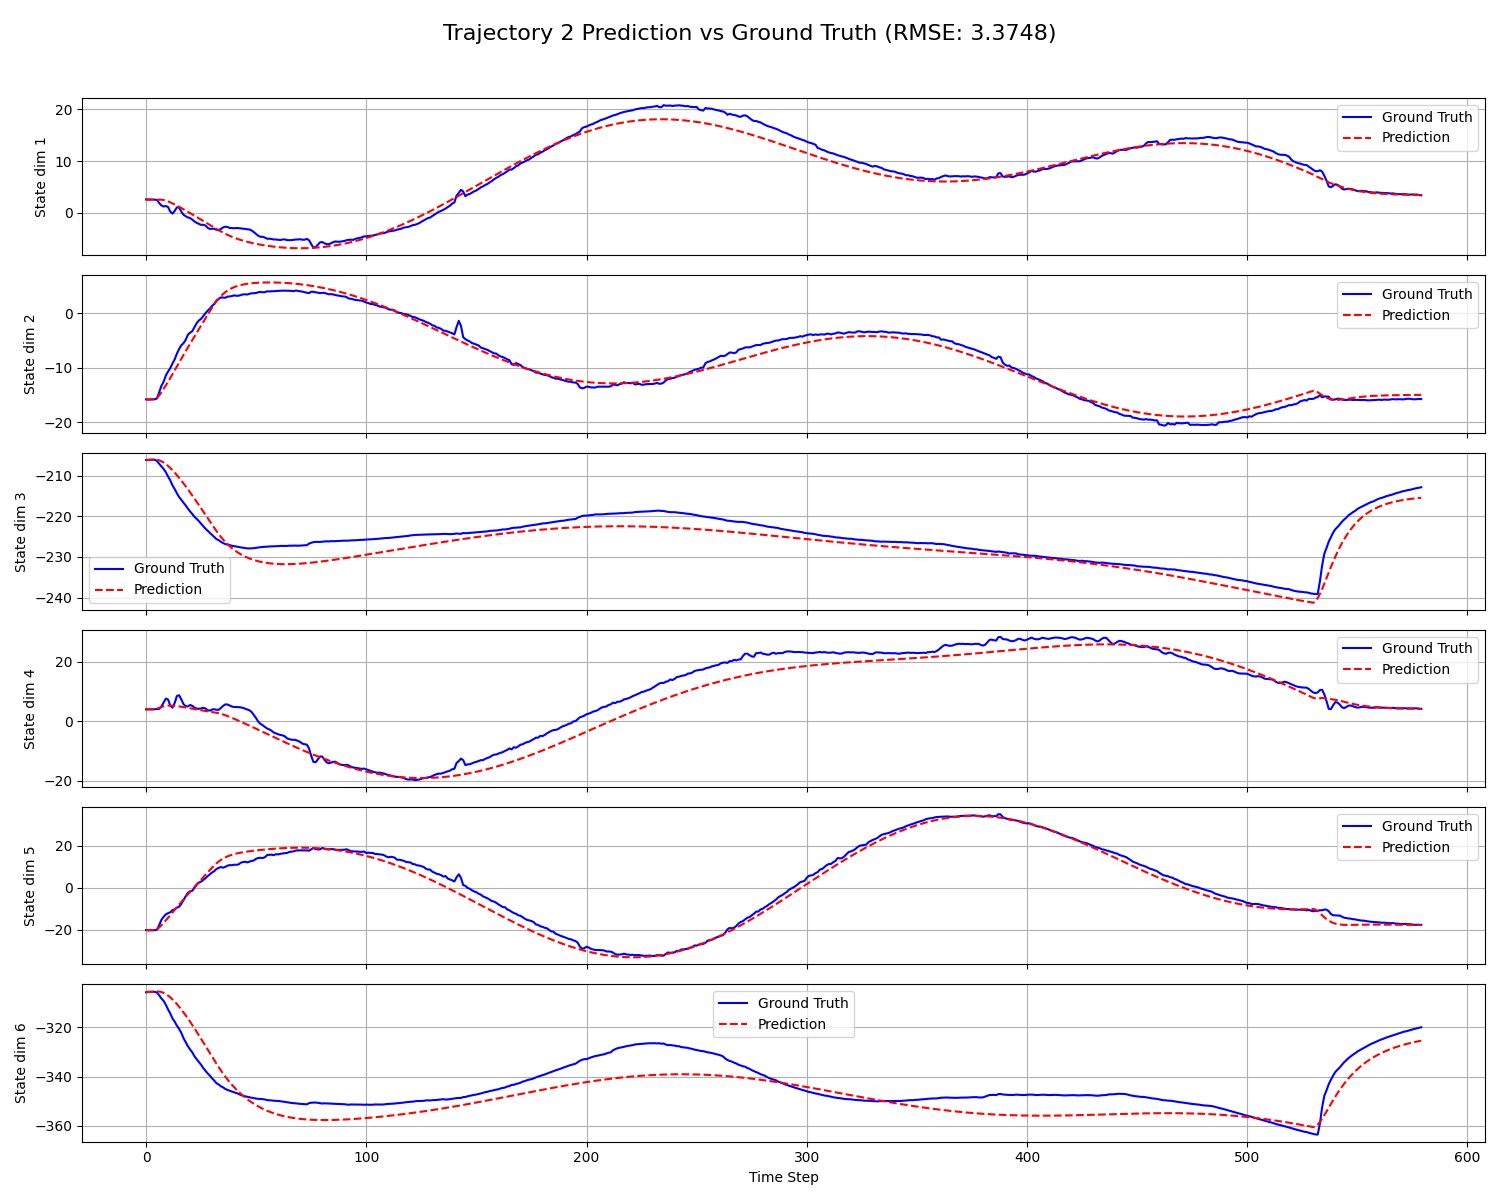 Trajectory 2 Prediction vs Ground Truth (RMSE: 3.3748)
State dim 1
20
10
0
Ground Truth
Prediction
State dim 2
0
−10
−20
Ground Truth
Prediction
State dim 3
−210
−220
−230
−240
Ground Truth
Prediction
State dim 4
20
0
−20
Ground Truth
Prediction
State dim 5
20
0
−20
Ground Truth
Prediction
State dim 6
−320
−340
−360
Ground Truth
Prediction
0 100 200 300 400 500 600
Time Step